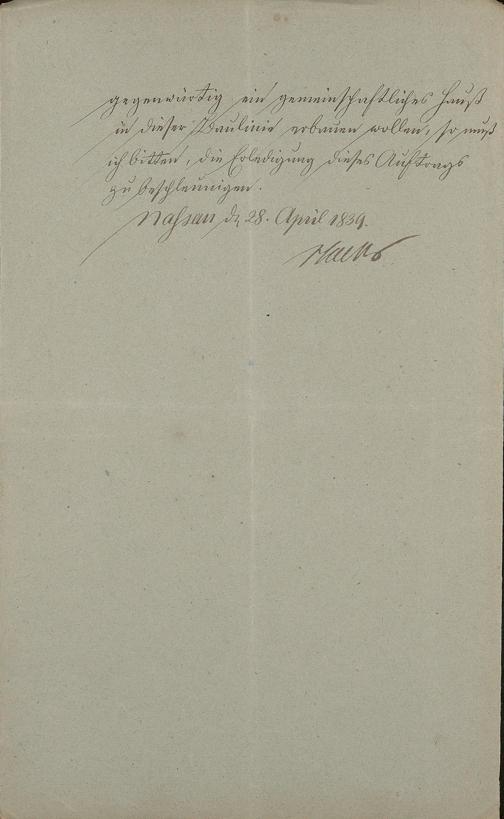 gegenwärtig ein gemeinschaftliches Hauß
in dieser Baulinie erbauen wollen, so muß
ich bitten, die Erledigung dieses Auftrags
zu beschleunigen.
Nassau d. 28. April 1839.